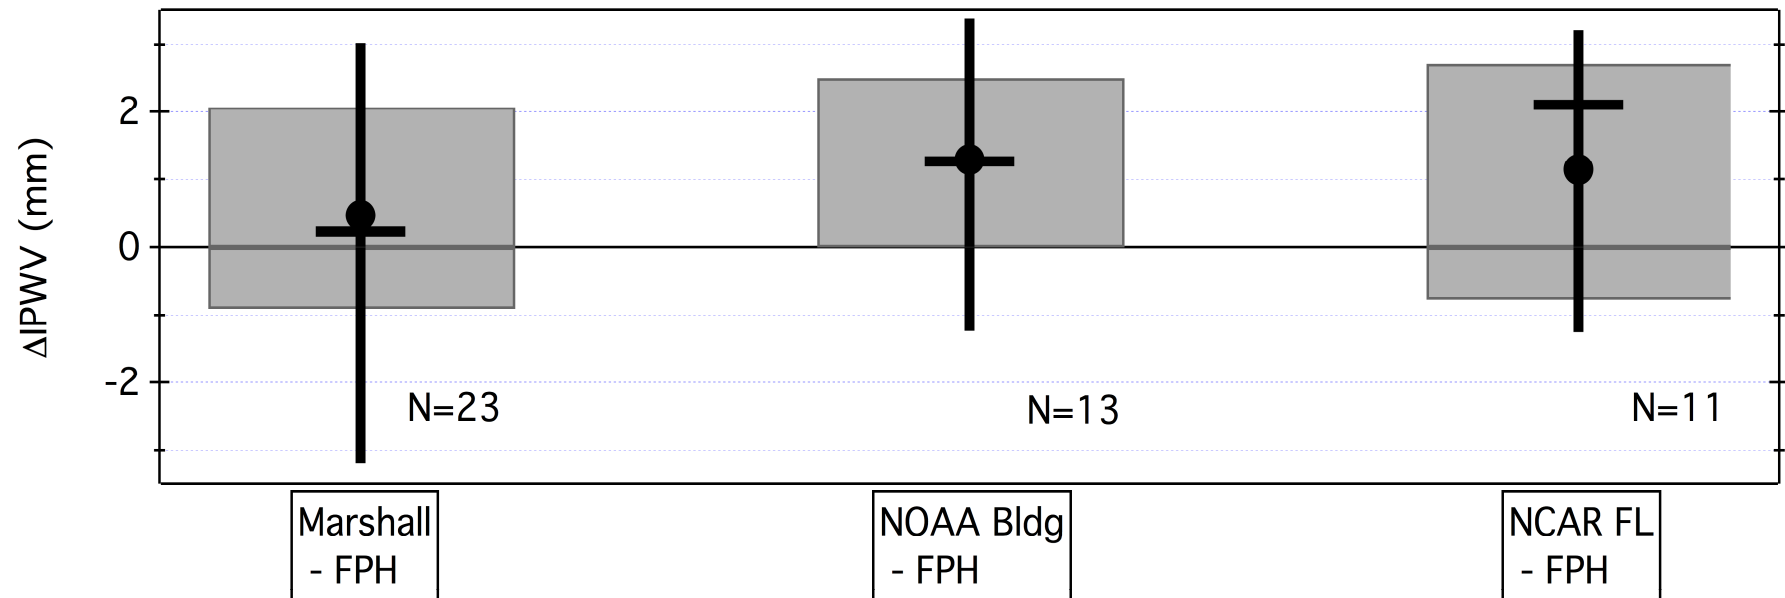 ΔIPWV (mm)
2
0
-2
N=23
N=13
N=11
Marshall
- FPH
NOAA Bldg
- FPH
NCAR FL
- FPH